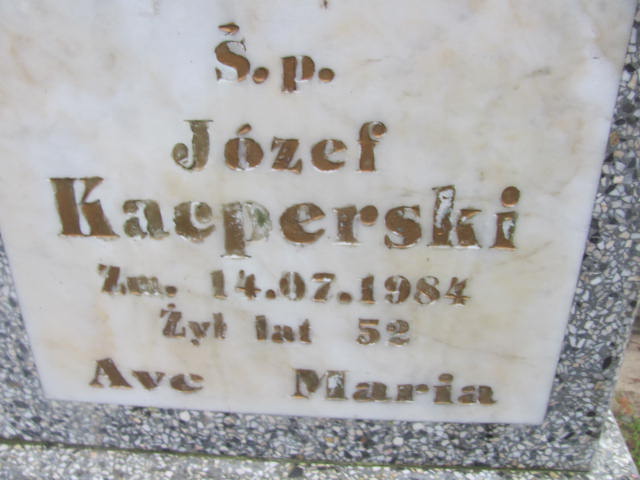 Ś.p.
Józef
Kacperski
Zm. 14.07.1984
Żył lat 52
Ave Maria